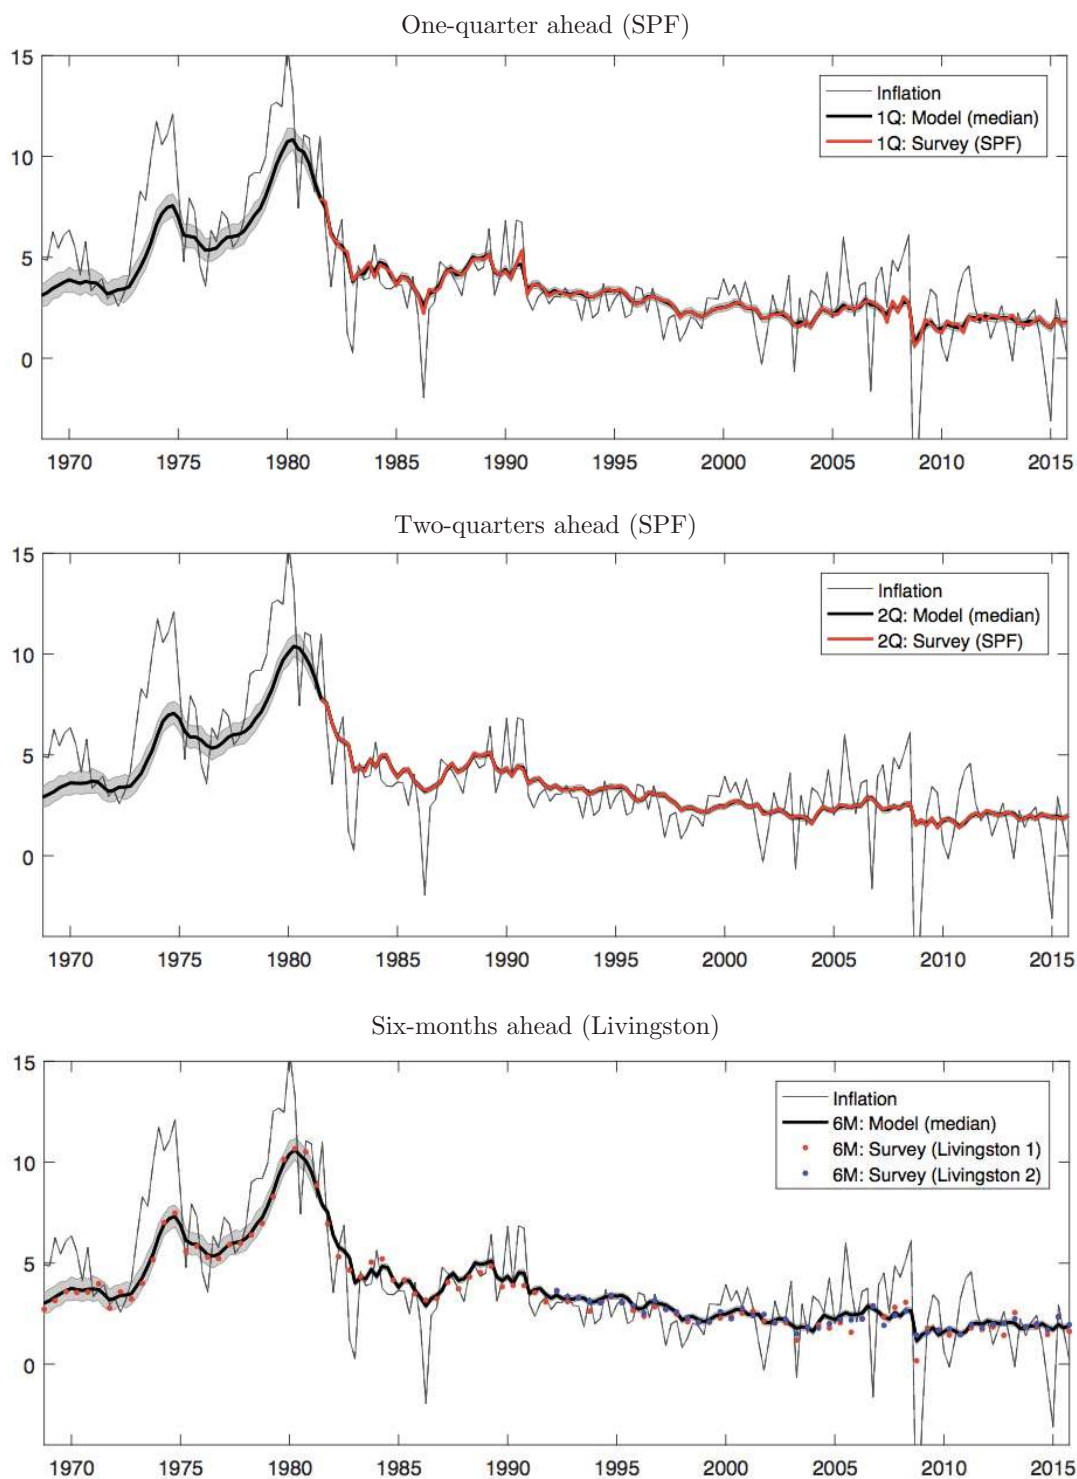 One-quarter ahead (SPF)
15
Inflation
1Q: Model (median)
1Q: Survey (SPF)
10
5
0
1970 1975 1980 1985 1990 1995 2000 2005 2010 2015
Two-quarters ahead (SPF)
15
Inflation
2Q: Model (median)
2Q: Survey (SPF)
10
5
0
1970 1975 1980 1985 1990 1995 2000 2005 2010 2015
Six-months ahead (Livingston)
15
Inflation
6M: Model (median)
6M: Survey (Livingston 1)
6M: Survey (Livingston 2)
10
5
0
1970 1975 1980 1985 1990 1995 2000 2005 2010 2015